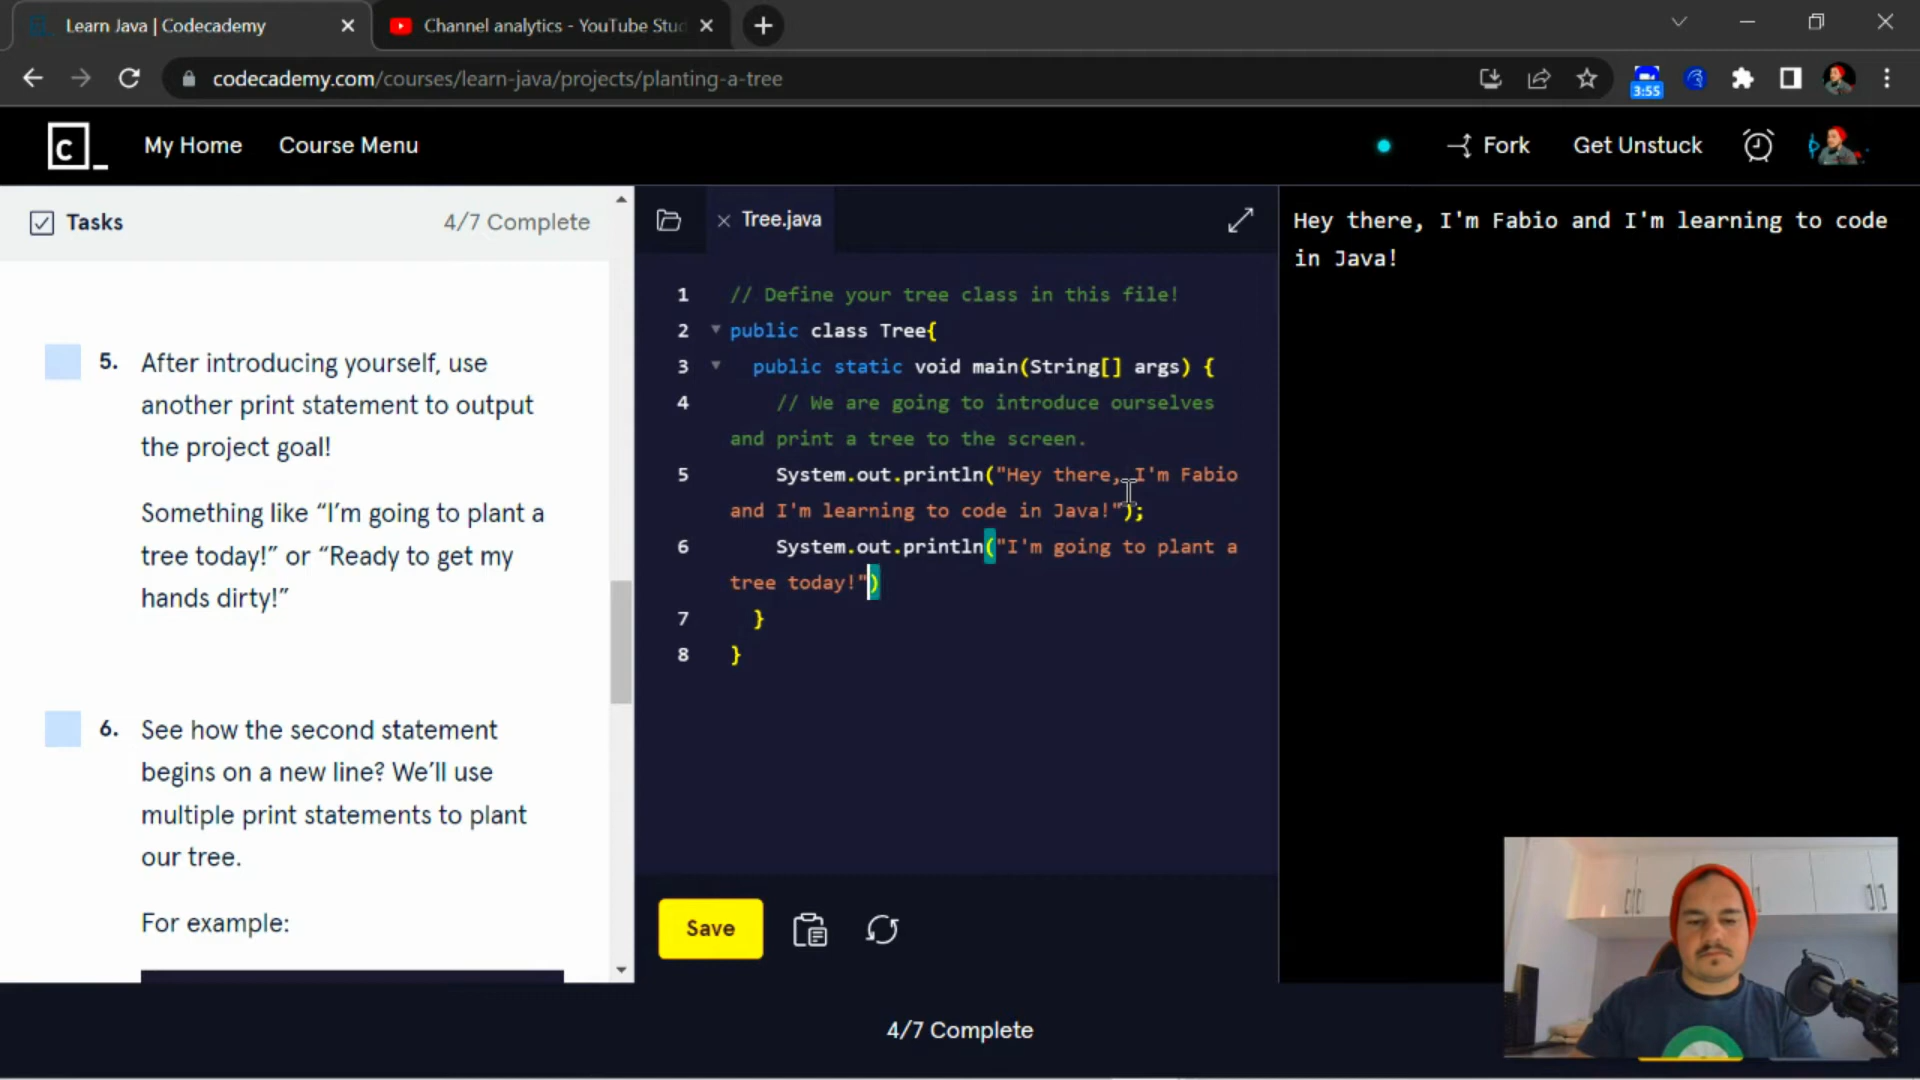 Learn Java | Codecademy
Channel analytics - YouTube Stud
codecademy.com/courses/learn-java/projects/planting-a-tree
3:55
c_
My Home
Course Menu
Fork
Get Unstuck
Tasks
4/7 Complete
5. After introducing yourself, use
another print statement to output
the project goal!
Something like “I’m going to plant a
tree today!” or “Ready to get my
hands dirty!”
6. See how the second statement
begins on a new line? We’ll use
multiple print statements to plant
our tree.
For example:
Tree.java
1 // Define your tree class in this file!
2 public class Tree{
3 public static void main(String[] args) {
4 // We are going to introduce ourselves
and print a tree to the screen.
5 System.out.println("Hey there, I'm Fabio
and I'm learning to code in Java!");
6 System.out.println("I'm going to plant a
tree today!")
7 }
8 }
Save
Hey there, I'm Fabio and I'm learning to code
in Java!
4/7 Complete